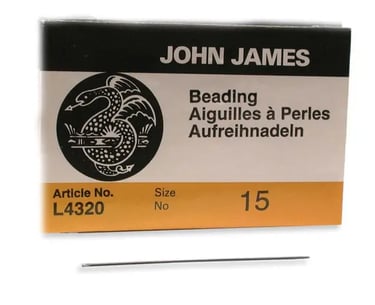 JOHN JAMES
Beading
Aiguilles à Perles
Aufreihnadeln
Article No.
L4320
Size
No
15